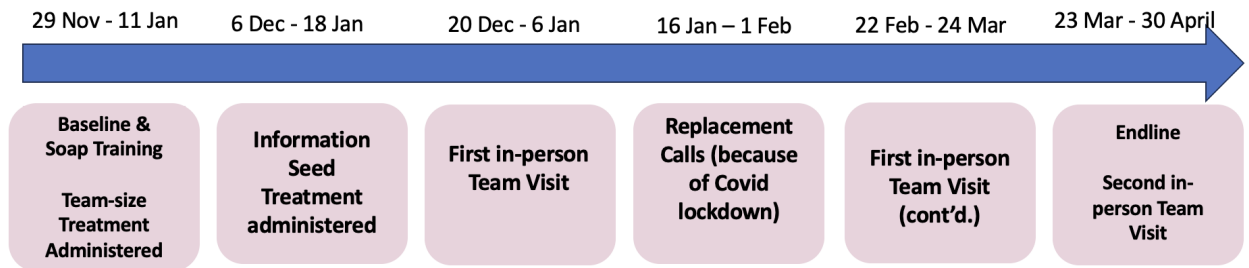 29 Nov - 11 Jan
6 Dec - 18 Jan
20 Dec - 6 Jan
16 Jan – 1 Feb
22 Feb - 24 Mar
23 Mar - 30 April
Baseline &
Soap Training
Team-size
Treatment
Administered
Information
Seed
Treatment
administered
First in-person
Team Visit
Replacement
Calls (because
of Covid
lockdown)
First in-person
Team Visit
(cont'd.)
Endline
Second in-
person Team
Visit